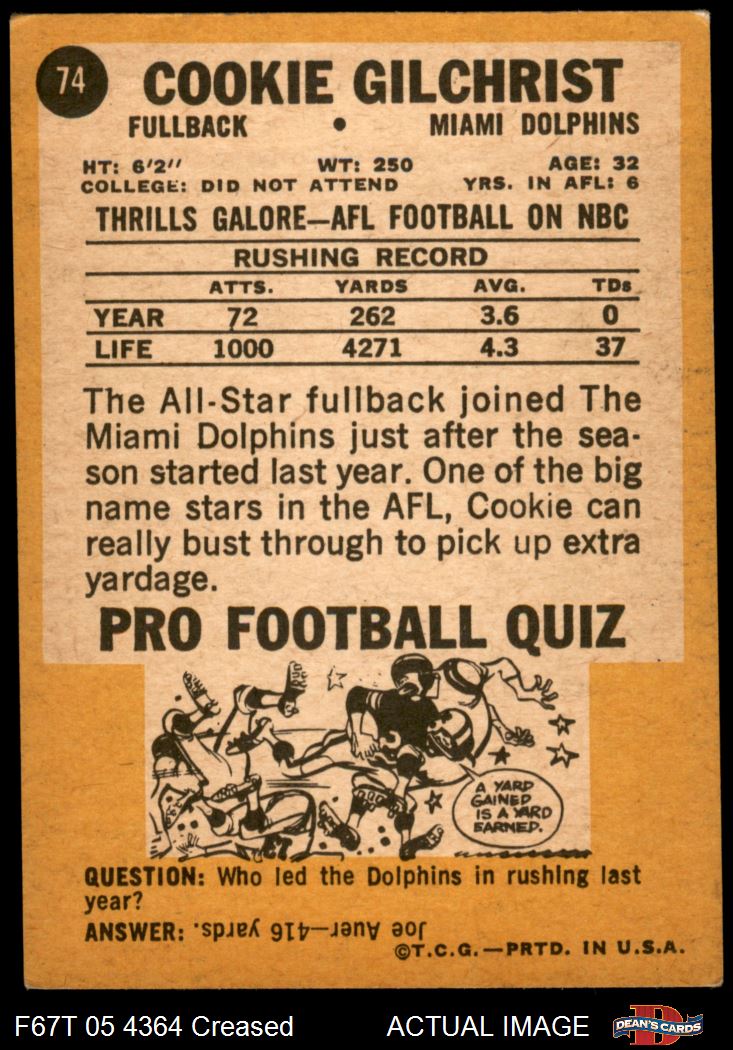 74
COOKIE GILCHRIST
FULLBACK • MIAMI DOLPHINS
HT: 6'2'' WT: 250 AGE: 32
COLLEGE: DID NOT ATTEND YRS. IN AFL: 6
THRILLS GALORE—AFL FOOTBALL ON NBC
RUSHING RECORD
ATTS. YARDS AVG. TDs
YEAR 72 262 3.6 0
LIFE 1000 4271 4.3 37
The All-Star fullback joined The
Miami Dolphins just after the sea-
son started last year. One of the big
name stars in the AFL, Cookie can
really bust through to pick up extra
yardage.
PRO FOOTBALL QUIZ
A YARD
GAINED
IS A YARD
EARNED.
QUESTION: Who led the Dolphins in rushing last
year?
ANSWER: Joe Auer—416 yards.
©T.C.G.—PRTD. IN U.S.A.
F67T 05 4364 Creased ACTUAL IMAGE
D
DEAN'S CARDS